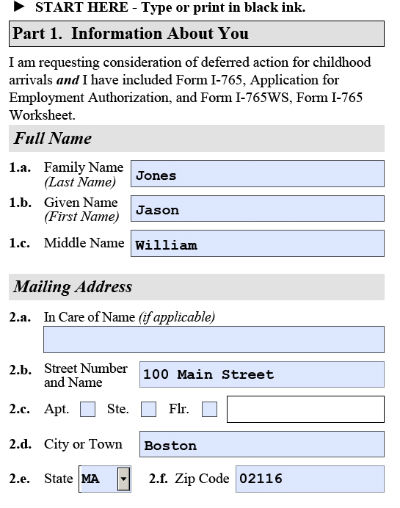 ► START HERE - Type or print in black ink.
Part 1. Information About You
I am requesting consideration of deferred action for childhood
arrivals and I have included Form I-765, Application for
Employment Authorization, and Form I-765WS, Form I-765
Worksheet.
Full Name
1.a. Family Name (Last Name) Jones
1.b. Given Name (First Name) Jason
1.c. Middle Name William
Mailing Address
2.a. In Care of Name (if applicable)
2.b. Street Number and Name 100 Main Street
2.c. Apt. Ste. Flr.
2.d. City or Town Boston
2.e. State MA 2.f. Zip Code 02116